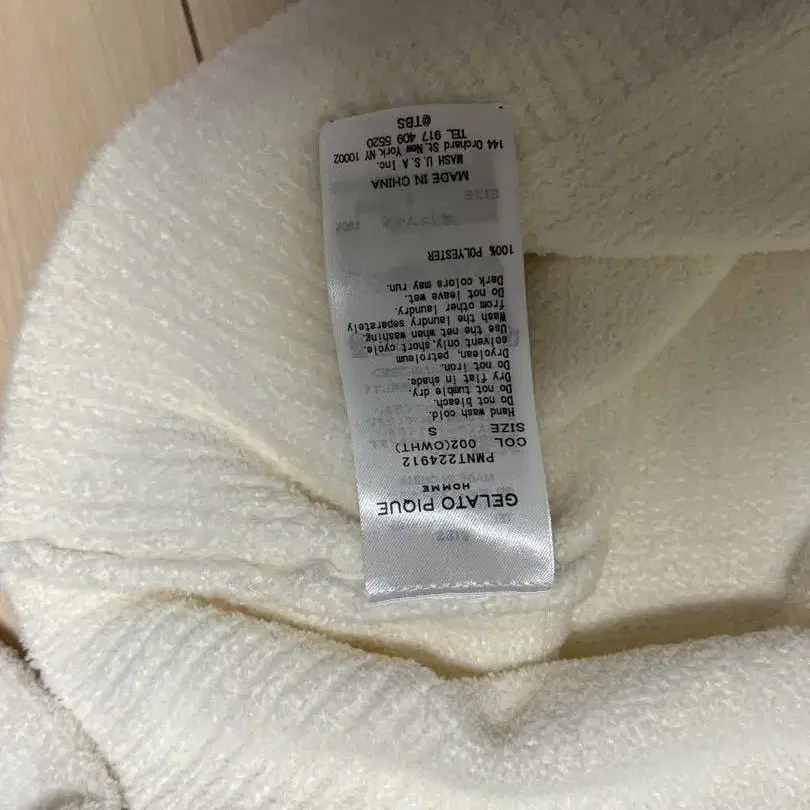 GELATO PIQUE
HOMME
PMNT224912
COL 002(OWHT)
SIZE S
Hand wash cold.
Do not bleach.
Do not tumble dry.
Dry flat in shade.
Do not iron.
Dryclean, petroleum
solvent only, short cycle.
Use the net when washing
Wash the laundry separately
from other laundry.
Do not leave wet.
Dark colors may run.
100% POLYESTER
MADE IN CHINA
MASH U.S.A Inc.
144 Orchard St, New York, NY 10002
TEL 917 409 5520
@TBS